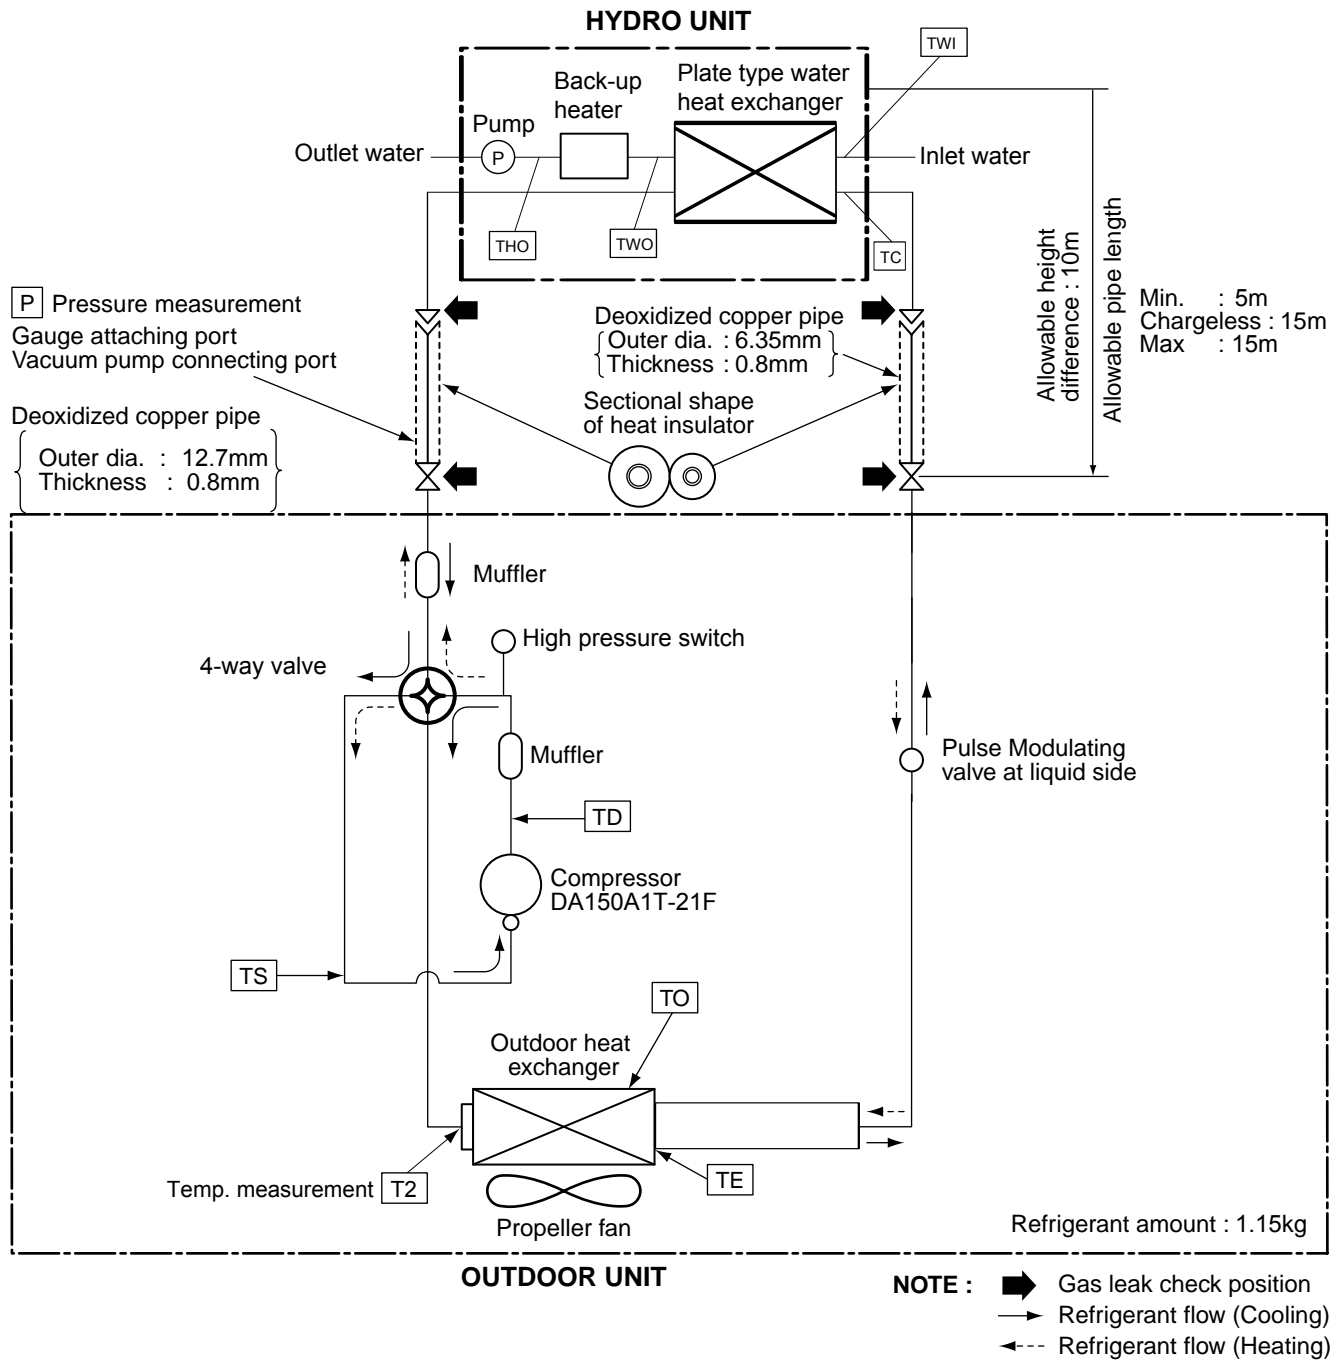 HYDRO UNIT
TWI
Plate type water
heat exchanger
Back-up
heater
Pump
P
Outlet water
Inlet water
THO
TWO
TC
Allowable height
difference : 10m
Allowable pipe length
Min. : 5m
Chargeless : 15m
Max : 15m
P Pressure measurement
Gauge attaching port
Vacuum pump connecting port
Deoxidized copper pipe
Outer dia. : 6.35mm
Thickness : 0.8mm
Sectional shape
of heat insulator
Deoxidized copper pipe
Outer dia. : 12.7mm
Thickness : 0.8mm
Muffler
High pressure switch
4-way valve
Muffler
Pulse Modulating
valve at liquid side
TD
Compressor
DA150A1T-21F
TS
TO
Outdoor heat
exchanger
TE
Temp. measurement T2
Propeller fan
Refrigerant amount : 1.15kg
OUTDOOR UNIT
NOTE : Gas leak check position
Refrigerant flow (Cooling)
Refrigerant flow (Heating)